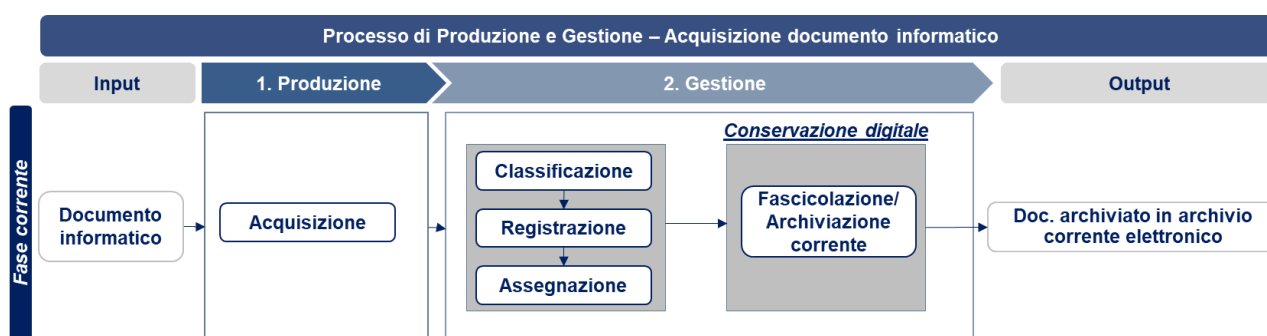 Processo di Produzione e Gestione – Acquisizione documento informatico
Input
1. Produzione
2. Gestione
Output
Fase corrente
Documento
informatico
Acquisizione
Classificazione
Registrazione
Assegnazione
Conservazione digitale
Fascicolazione/
Archiviazione
corrente
Doc. archiviato in archivio
corrente elettronico